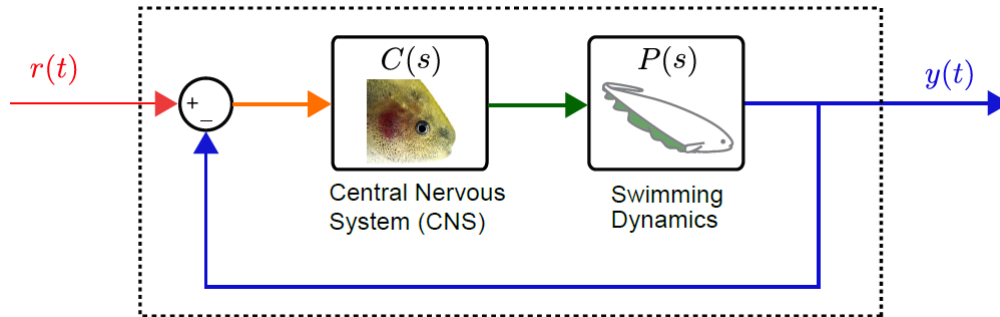 r(t)
+
−
C(s)
P(s)
y(t)
Central Nervous
System (CNS)
Swimming
Dynamics